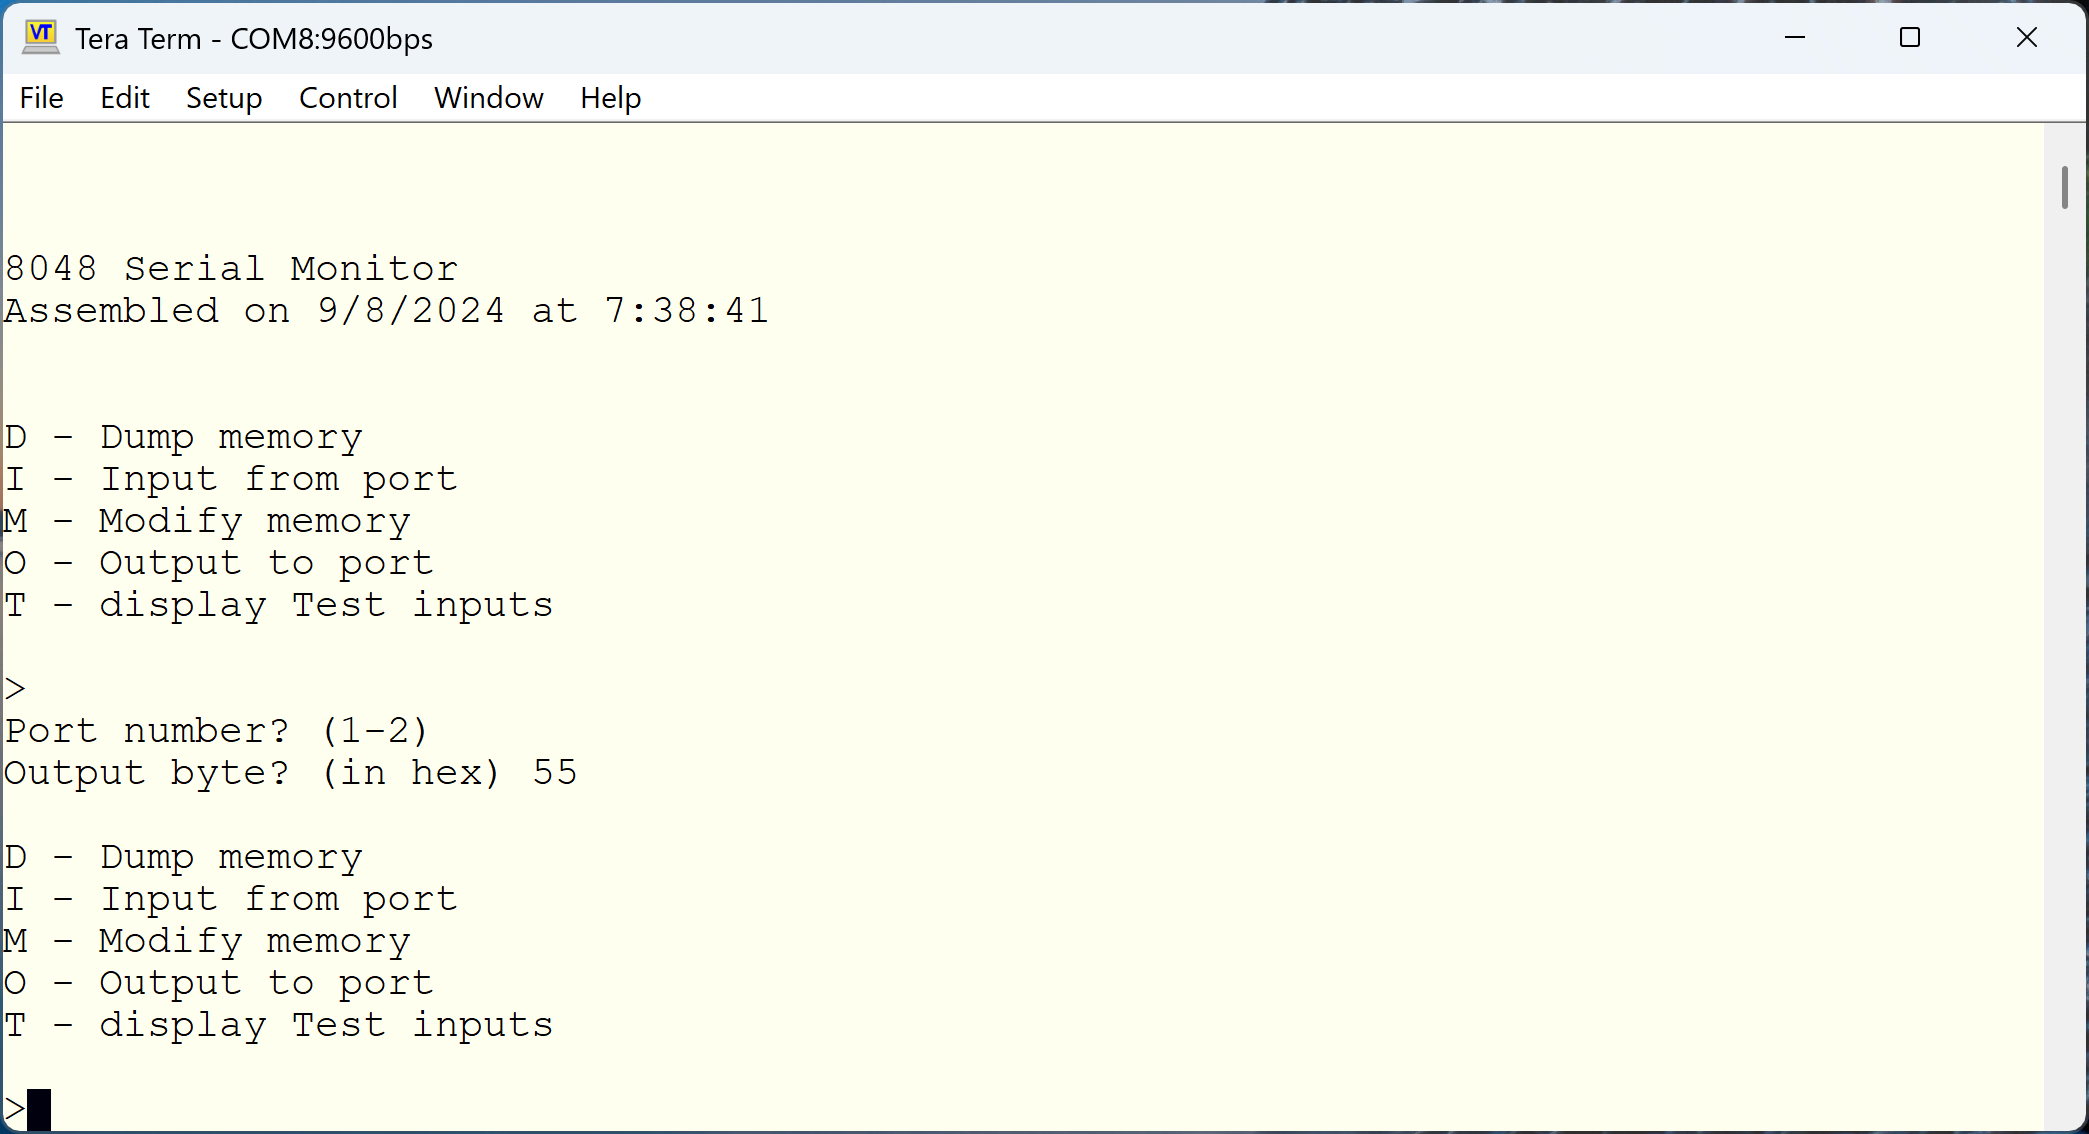 VT
Tera Term - COM8:9600bps
File Edit Setup Control Window Help
8048 Serial Monitor
Assembled on 9/8/2024 at 7:38:41
D - Dump memory
I - Input from port
M - Modify memory
O - Output to port
T - display Test inputs
>
Port number? (1-2)
Output byte? (in hex) 55
D - Dump memory
I - Input from port
M - Modify memory
O - Output to port
T - display Test inputs
>